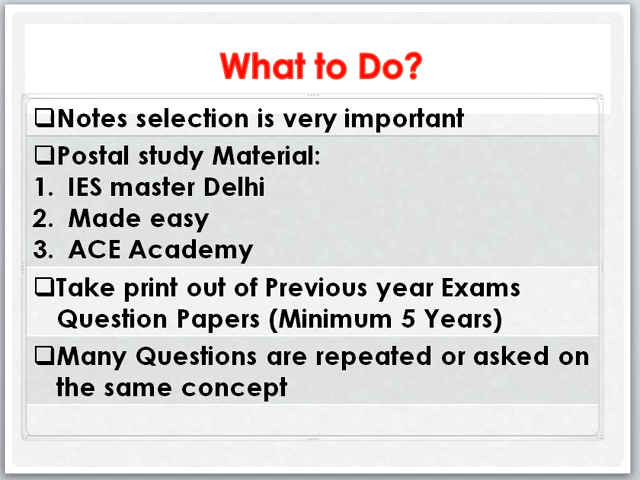 What to Do?
❑Notes selection is very important
❑Postal study Material:
1. IES master Delhi
2. Made easy
3. ACE Academy
❑Take print out of Previous year Exams
Question Papers (Minimum 5 Years)
❑Many Questions are repeated or asked on
the same concept